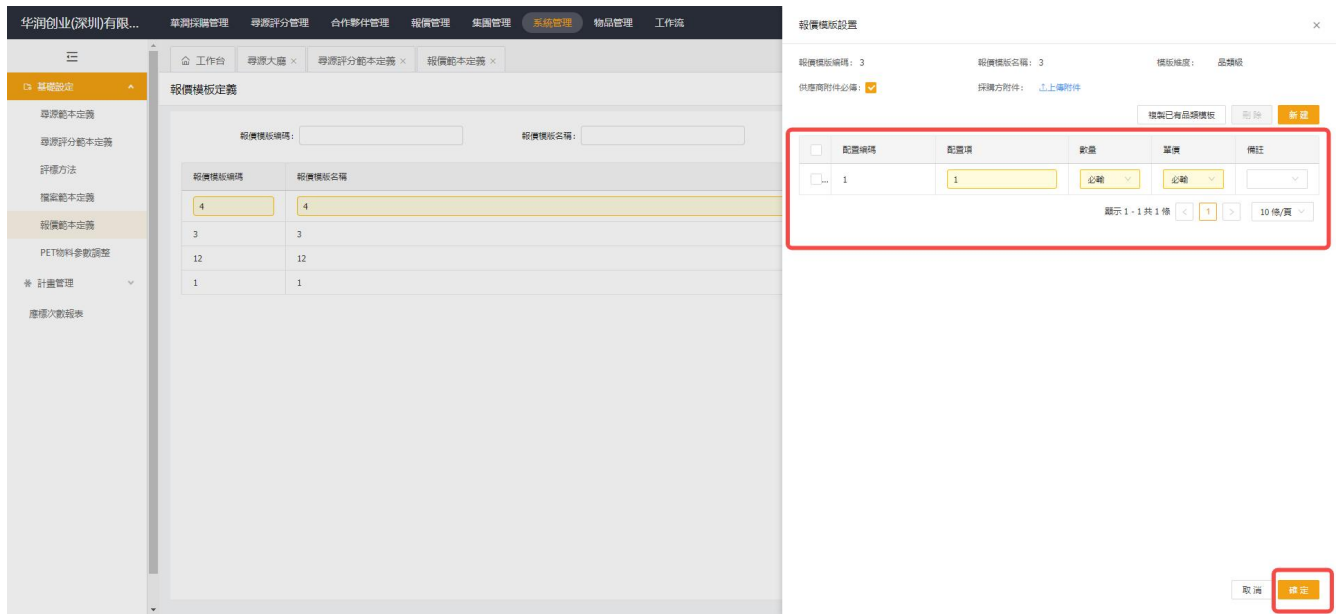 华润创业(深圳)有限...
華潤採購管理 尋源評分管理 合作夥伴管理 報價管理 集團管理 系統管理 物品管理 工作流
基礎設定
尋源範本定義
尋源評分範本定義
評標方法
檔案範本定義
報價範本定義
PET物料參數調整
計畫管理
應標次數報表
工作台 尋源大廳 × 尋源評分範本定義 × 報價範本定義 ×
報價模板定義
報價模板編碼: 報價模板名稱:
報價模板編碼 報價模板名稱
4 4
3 3
12 12
1 1
報價模版設置 ×
報價模版編碼: 3 報價模版名稱: 3 模版維度: 品類級
供應商附件必傳: 採購方附件: 上傳附件
複製已有品類模板 刪除 新建
配置編碼 配置項 數量 單價 備註
... 1 1 必輸 必輸
顯示 1 - 1 共 1 條 < 1 > 10 條/頁
取消 確定